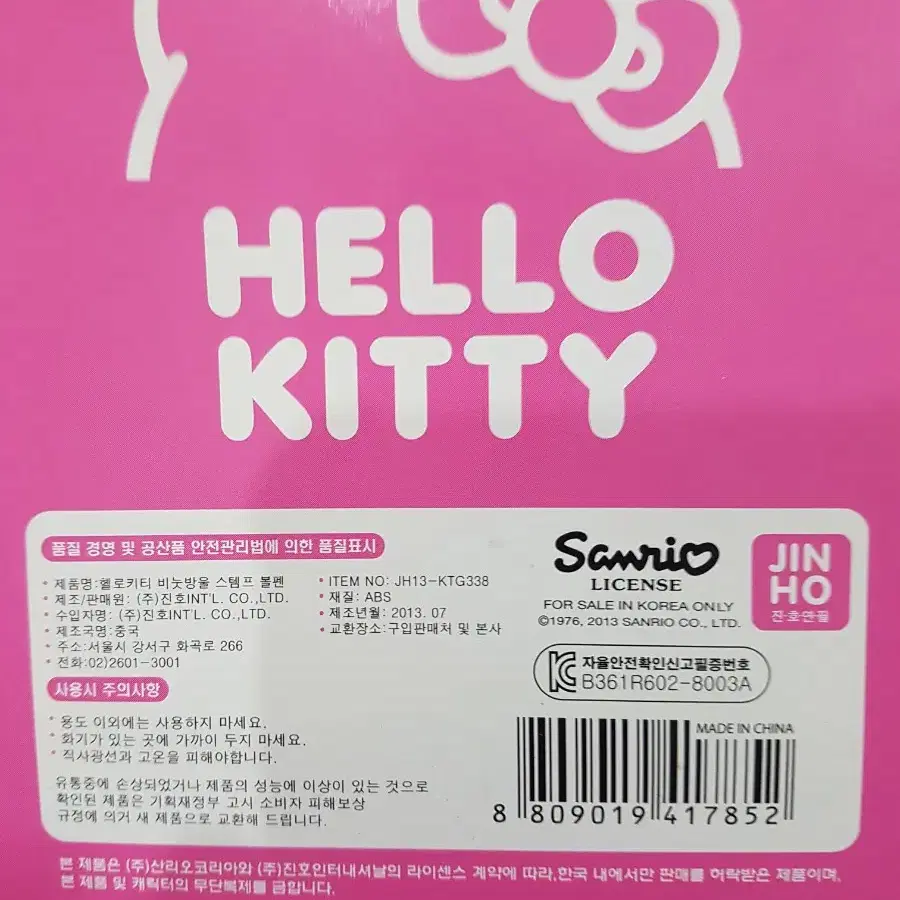 HELLO
KITTY
품질 경영 및 공산품 안전관리법에 의한 품질표시
• 제품명:헬로키티 비눗방울 스템프 볼펜
• 제조/판매원: (주)진호INT'L. CO.,LTD.
• 수입자명: (주)진호INT'L. CO.,LTD.
• 제조국명:중국
• 주소:서울시 강서구 화곡로 266
• 전화:02)2601-3001
• ITEM NO: JH13-KTG338
• 재질: ABS
• 제조년월: 2013. 07
• 교환장소:구입판매처 및 본사
Sanrio
LICENSE
FOR SALE IN KOREA ONLY
©1976, 2013 SANRIO CO., LTD.
JIN
HO
진·호·연·필
자율안전확인신고필증번호
B361R602-8003A
사용시 주의사항
* 용도 이외에는 사용하지 마세요.
* 화기가 있는 곳에 가까이 두지 마세요.
* 직사광선과 고온을 피해야합니다.
유통중에 손상되었거나 제품의 성능에 이상이 있는 것으로
확인된 제품은 기획재정부 고시 소비자 피해보상
규정에 의거 새 제품으로 교환해 드립니다.
MADE IN CHINA
8 809019 417852
본 제품은 (주)산리오코리아와 (주)진호인터내셔날의 라이센스 계약에 따라,한국 내에서만 판매를 허락받은 제품이며,
본 제품 및 캐릭터의 무단복제를 금합니다.